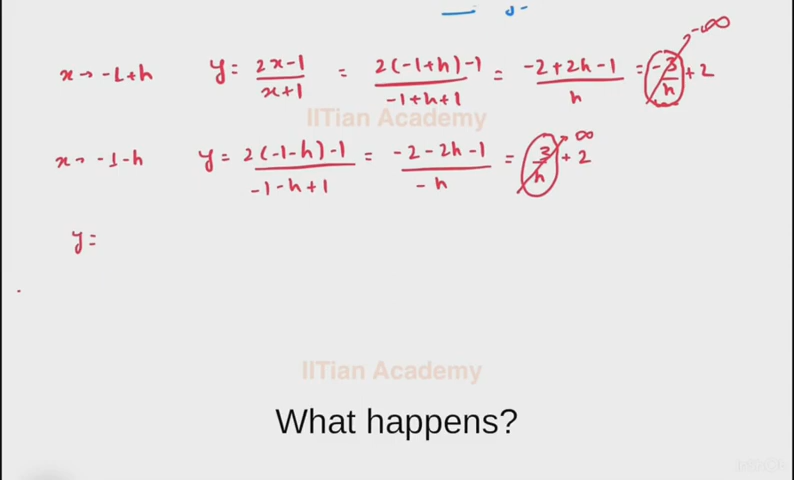 x → -1+h   y = 2x-1/x+1 = 2(-1+h)-1/-1+h+1 = -2+2h-1/h = -3/h + 2 → -∞
IITian Academy
x → -1-h   y = 2(-1-h)-1/-1-h+1 = -2-2h-1/-h = 3/h + 2 → ∞
y =
IITian Academy
What happens?